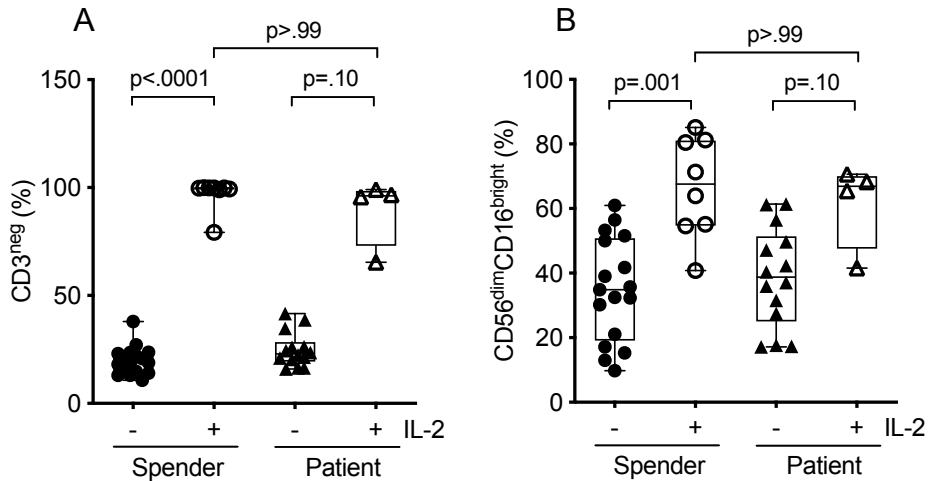 A
p>.99
p<.0001
p=.10
150
100
50
0
CD3neg (%)
- + - + IL-2
Spender Patient
B
p>.99
p=.001
p=.10
100
80
60
40
20
0
CD56dimCD16bright (%)
- + - + IL-2
Spender Patient